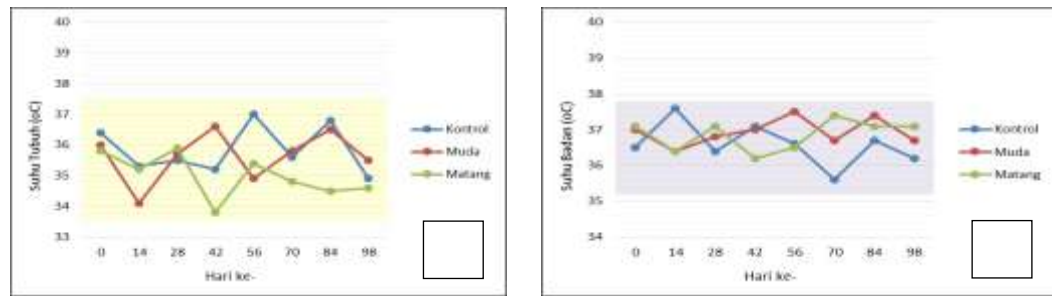 40
39
38
37
36
35
34
33
Suhu Tubuh (oC)
0 14 28 42 56 70 84 98
Hari ke-
Kontrol
Muda
Matang
40
39
38
37
36
35
34
Suhu Badan (oC)
0 14 28 42 56 70 84 98
Hari ke-
Kontrol
Muda
Matang